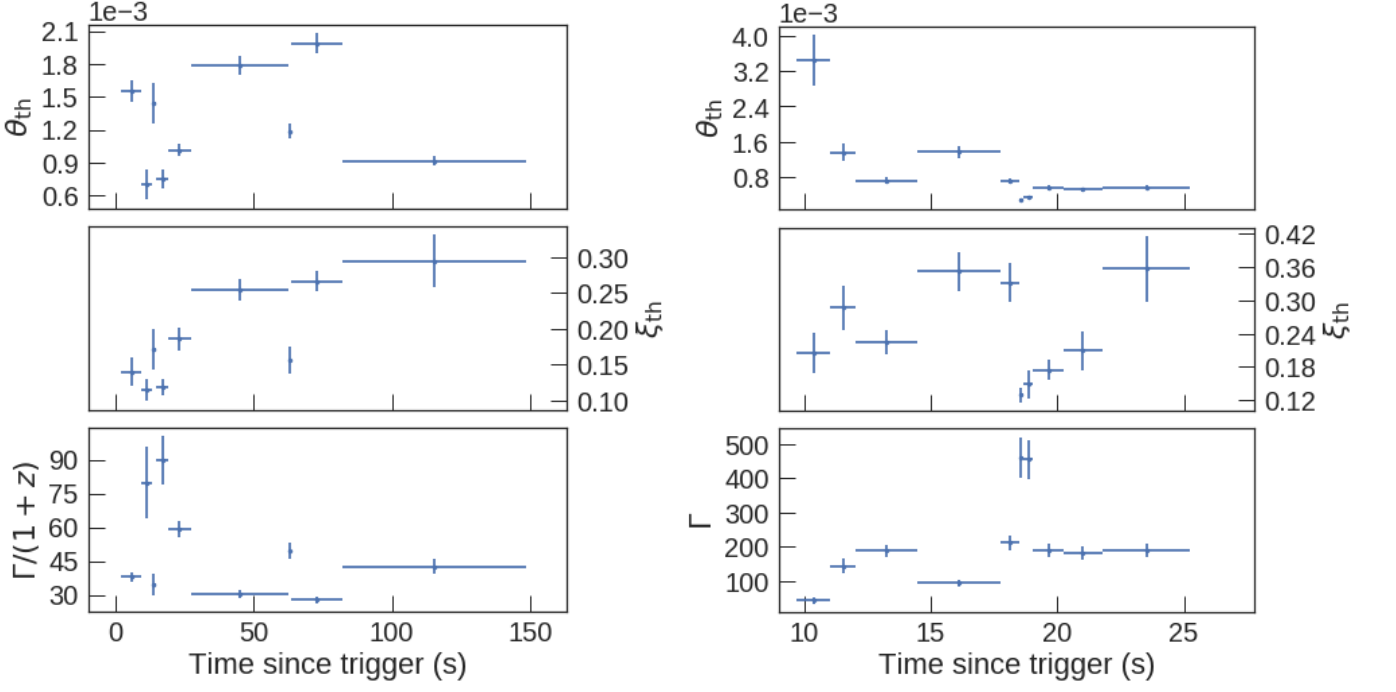 1e−3
2.1
1.8
1.5
1.2
0.9
0.6
θth
0.30
0.25
0.20
0.15
0.10
ξth
90
75
60
45
30
Γ/(1 + z)
0 50 100 150
Time since trigger (s)
1e−3
4.0
3.2
2.4
1.6
0.8
θth
0.42
0.36
0.30
0.24
0.18
0.12
ξth
500
400
300
200
100
Γ
10 15 20 25
Time since trigger (s)